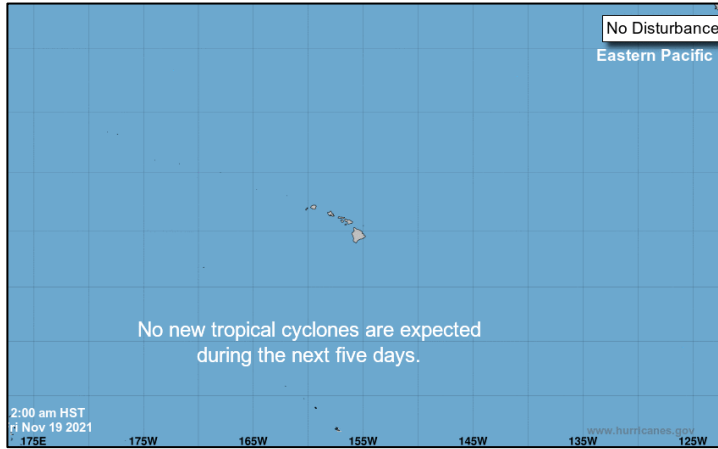 No Disturbance
Eastern Pacific
No new tropical cyclones are expected
during the next five days.
2:00 am HST
ri Nov 19 2021
www.hurricanes.gov
175E 175W 165W 155W 145W 135W 125W